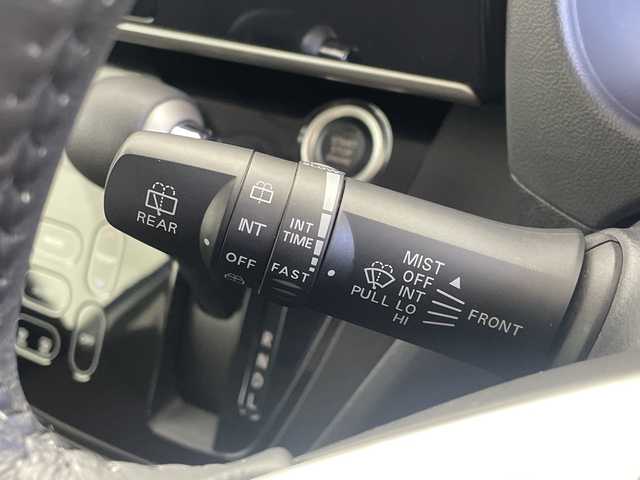 REAR
INT
OFF
INT
TIME
FAST
MIST
OFF
INT
PULL LO
HI
FRONT